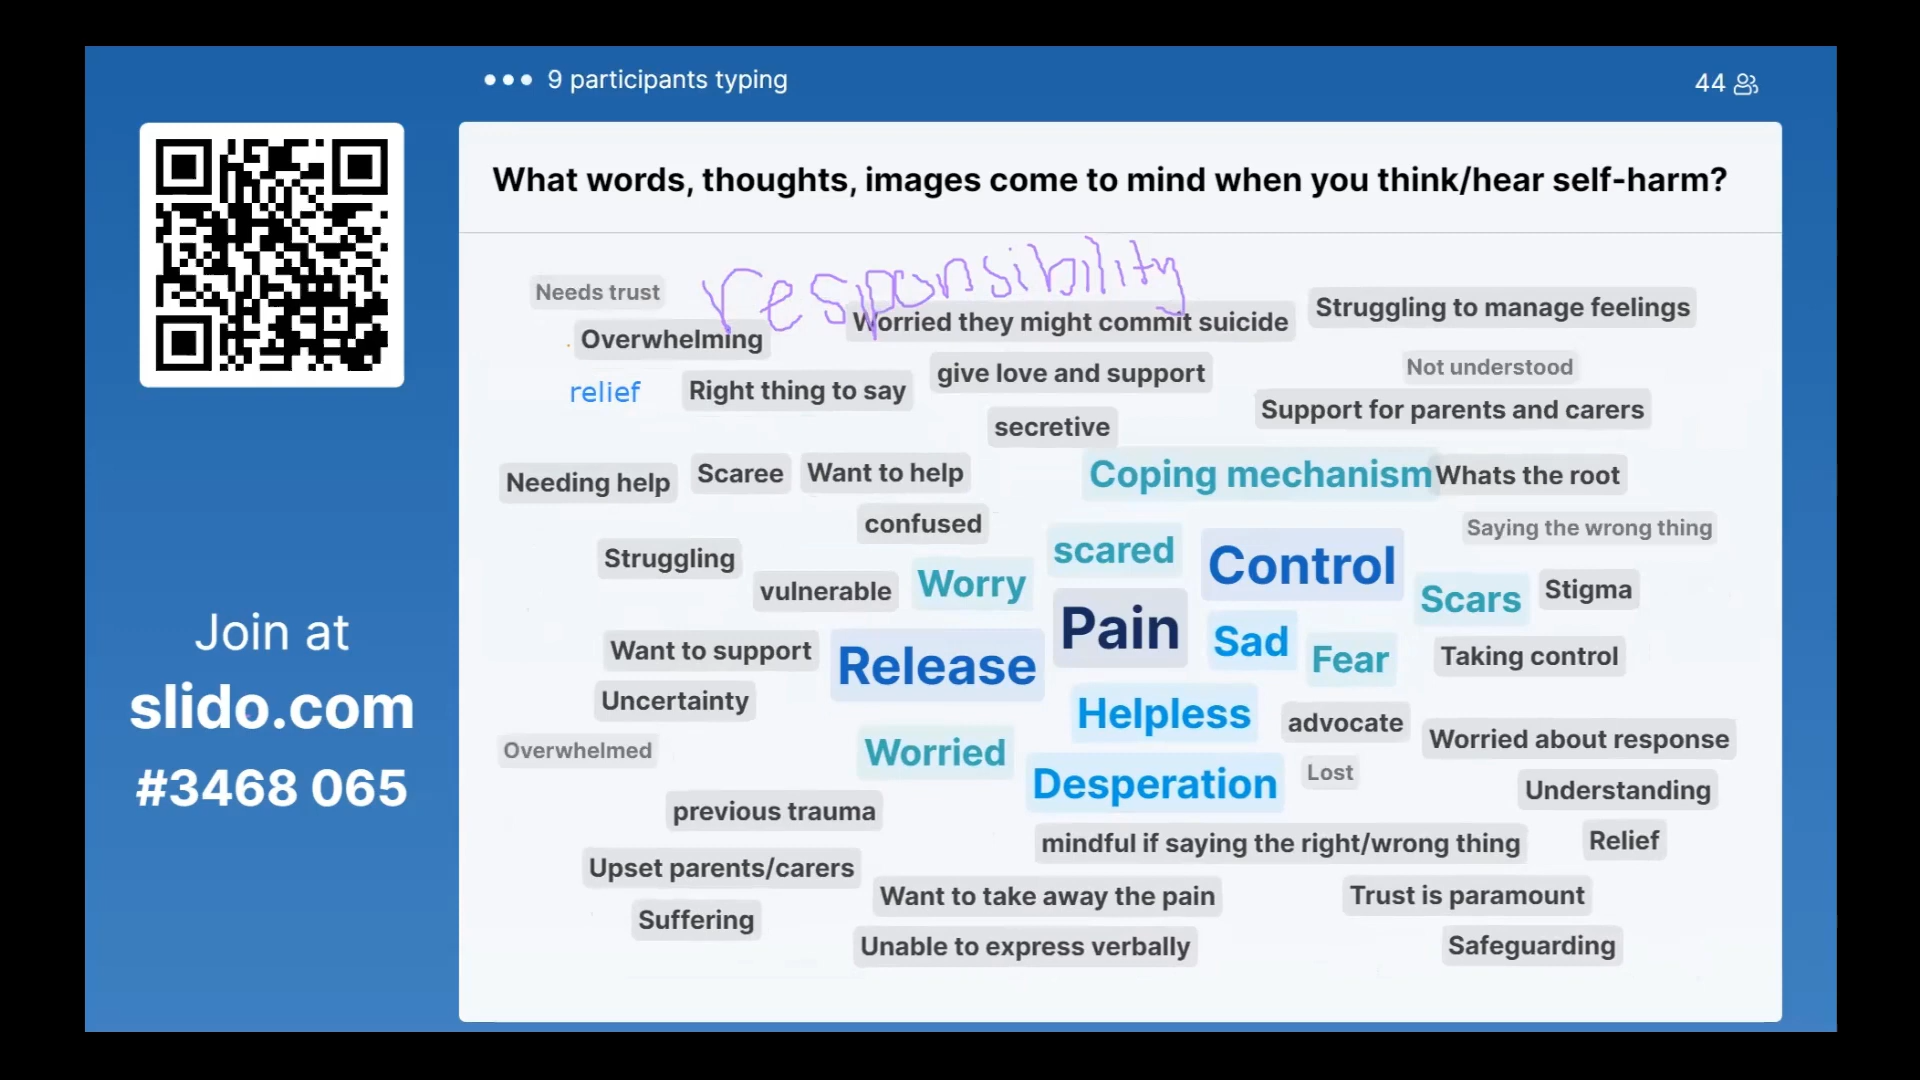 ••• 9 participants typing
44
What words, thoughts, images come to mind when you think/hear self-harm?
responsibility
Needs trust
Worried they might commit suicide
Struggling to manage feelings
Overwhelming
Not understood
relief
Right thing to say
give love and support
Support for parents and carers
secretive
Needing help
Scaree
Want to help
Coping mechanism
Whats the root
confused
Saying the wrong thing
Struggling
scared
Control
vulnerable
Worry
Scars
Stigma
Pain
Sad
Want to support
Release
Fear
Taking control
Uncertainty
Helpless
advocate
Worried about response
Overwhelmed
Worried
Desperation
Lost
Understanding
previous trauma
mindful if saying the right/wrong thing
Relief
Upset parents/carers
Want to take away the pain
Trust is paramount
Suffering
Unable to express verbally
Safeguarding
Join at
slido.com
#3468 065